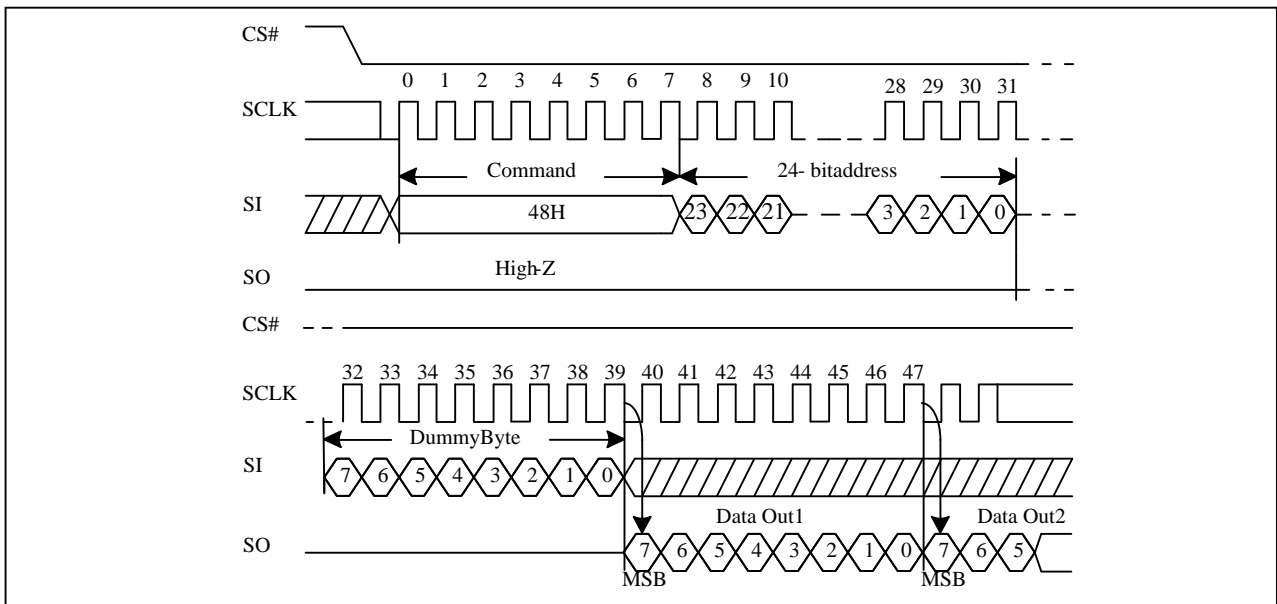 CS#
0 1 2 3 4 5 6 7 8 9 10 28 29 30 31
SCLK
Command 24- bitaddress
SI 48H 23 22 21 3 2 1 0
High-Z
SO
CS#
32 33 34 35 36 37 38 39 40 41 42 43 44 45 46 47
SCLK
DummyByte
SI 7 6 5 4 3 2 1 0
Data Out1 Data Out2
SO 7 6 5 4 3 2 1 0 7 6 5
MSB MSB